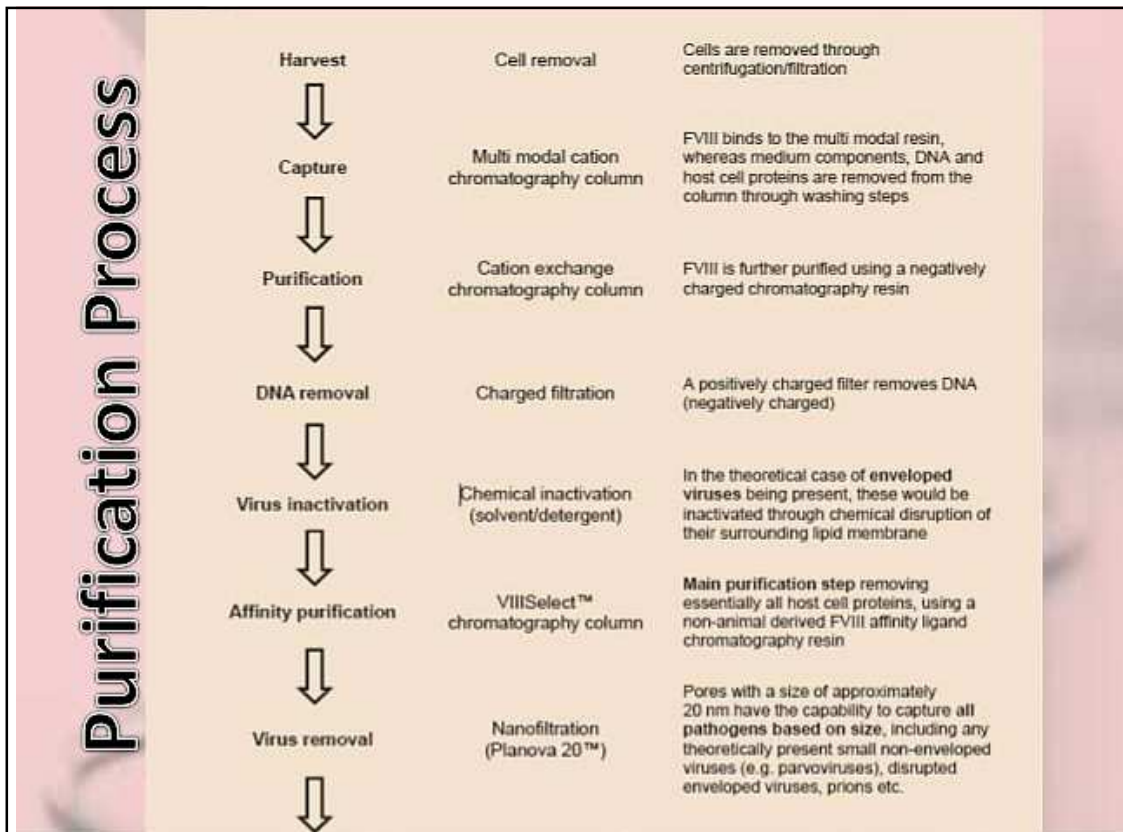 Purification Process
Harvest
Cell removal
Cells are removed through
centrifugation/filtration
Capture
Multi modal cation
chromatography column
FVIII binds to the multi modal resin,
whereas medium components, DNA and
host cell proteins are removed from the
column through washing steps
Purification
Cation exchange
chromatography column
FVIII is further purified using a negatively
charged chromatography resin
DNA removal
Charged filtration
A positively charged filter removes DNA
(negatively charged)
Virus inactivation
Chemical inactivation
(solvent/detergent)
In the theoretical case of enveloped
viruses being present, these would be
inactivated through chemical disruption of
their surrounding lipid membrane
Affinity purification
VIIISelect™
chromatography column
Main purification step removing
essentially all host cell proteins, using a
non-animal derived FVIII affinity ligand
chromatography resin
Virus removal
Nanofiltration
(Planova 20™)
Pores with a size of approximately
20 nm have the capability to capture all
pathogens based on size, including any
theoretically present small non-enveloped
viruses (e.g. parvoviruses), disrupted
enveloped viruses, prions etc.